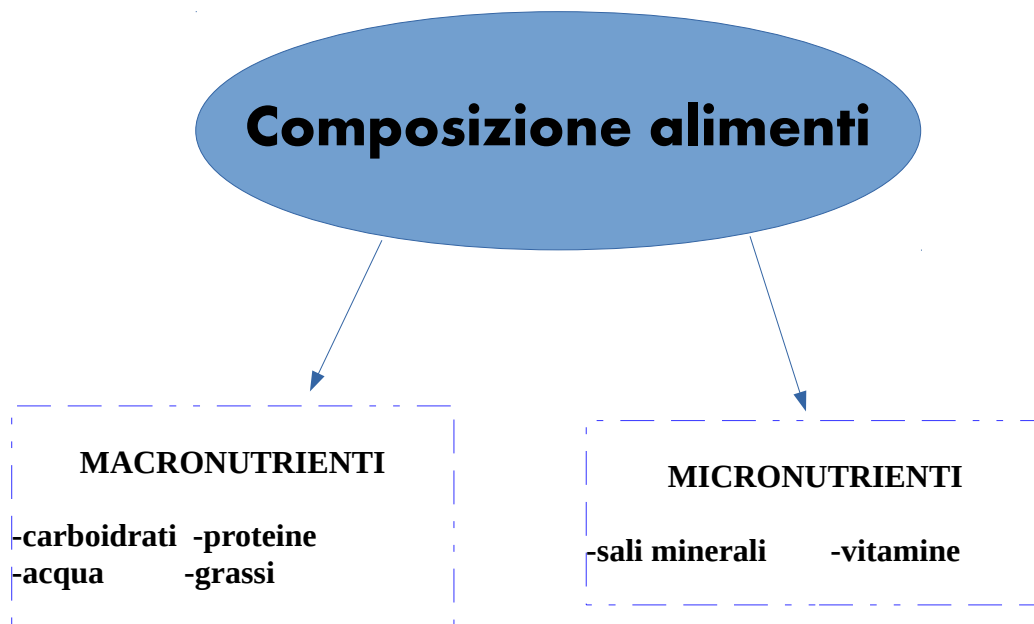 Composizione alimenti
MACRONUTRIENTI
-carboidrati -proteine
-acqua -grassi
MICRONUTRIENTI
-sali minerali -vitamine